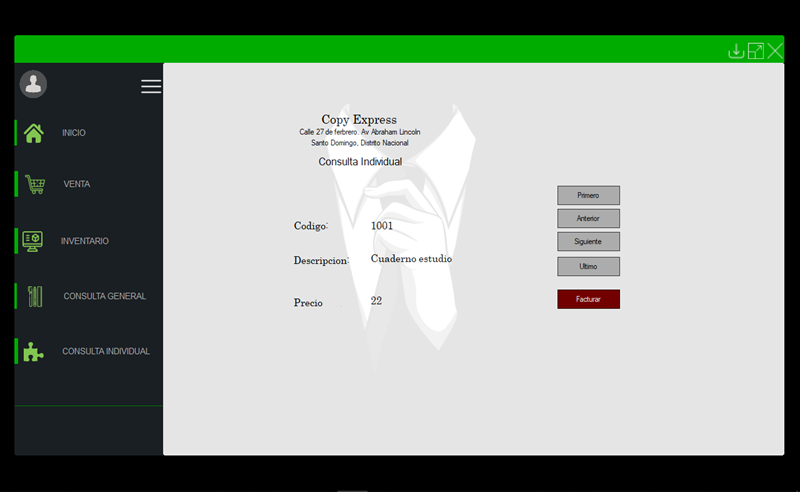 INICIO
VENTA
INVENTARIO
CONSULTA GENERAL
CONSULTA INDIVIDUAL
Copy Express
Calle 27 de ferbrero. Av Abraham Lincoln
Santo Domingo, Distrito Nacional
Consulta Individual
Codigo: 1001
Descripcion: Cuaderno estudio
Precio 22
Primero
Anterior
Siguiente
Ultimo
Facturar